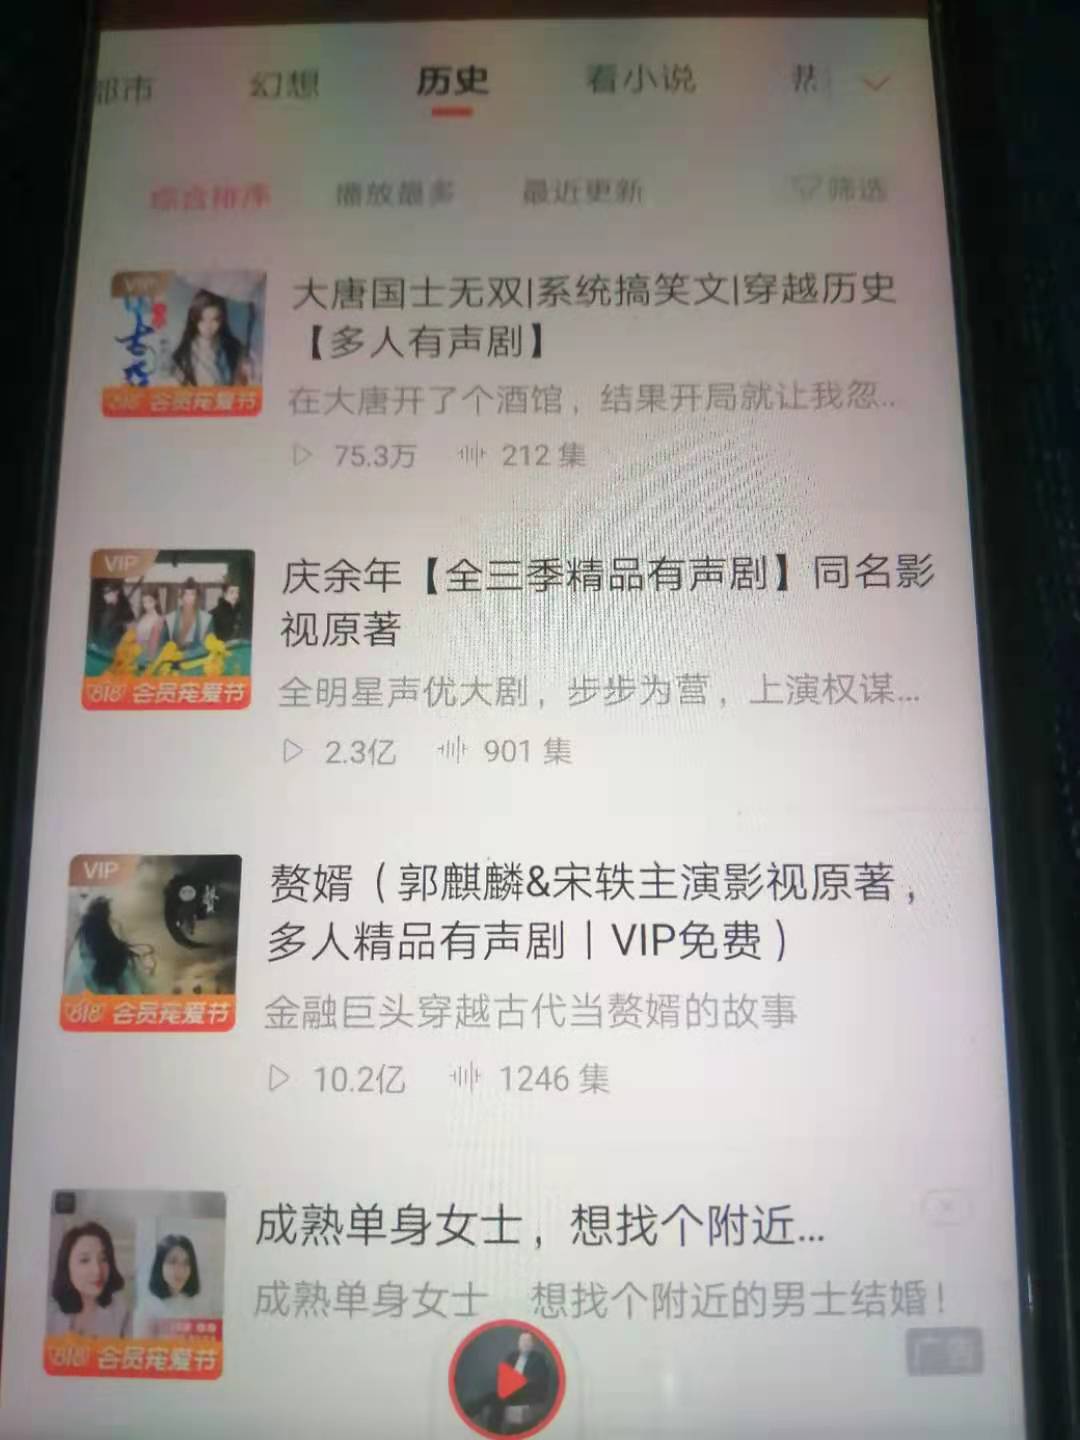 都市 幻想 历史 看小说 热
综合排序 播放最多 最近更新 筛选
VIP
818 会员宠爱节
大唐国士无双|系统搞笑文|穿越历史
【多人有声剧】
在大唐开了个酒馆，结果开局就让我忽...
75.3万 212 集
VIP
庆余年
818 会员宠爱节
庆余年【全三季精品有声剧】同名影
视原著
全明星声优大剧，步步为营，上演权谋...
2.3亿 901 集
VIP
赘婿
818 会员宠爱节
赘婿（郭麒麟&宋轶主演影视原著，
多人精品有声剧丨VIP免费）
金融巨头穿越古代当赘婿的故事
10.2亿 1246 集
818 会员宠爱节
成熟单身女士，想找个附近...
成熟单身女士 想找个附近的男士结婚！
广告